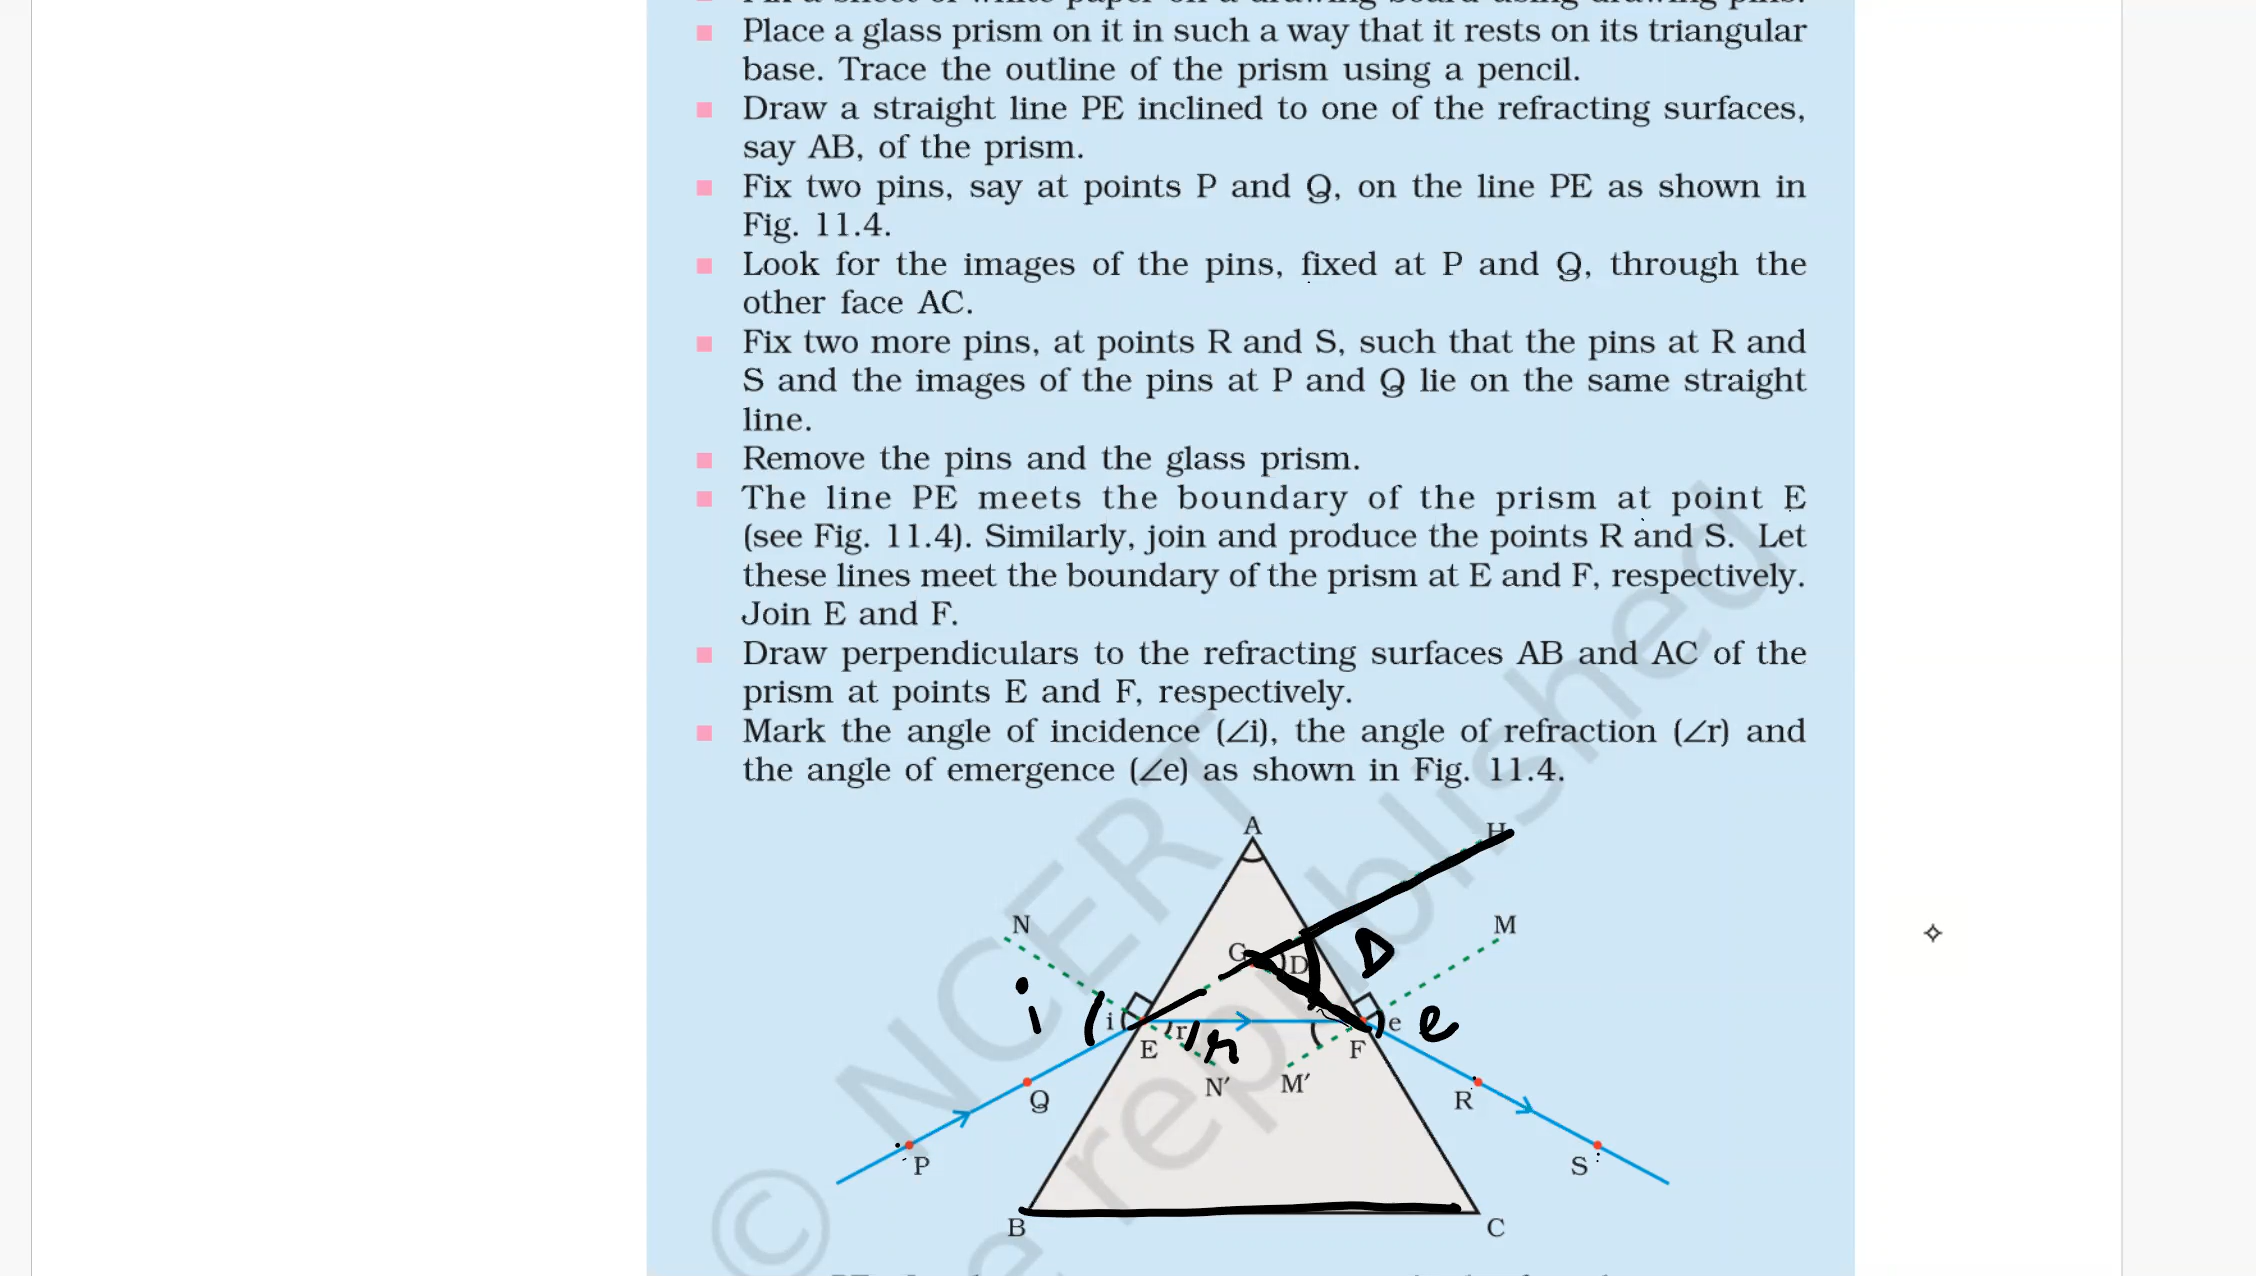 Place a glass prism on it in such a way that it rests on its triangular
base. Trace the outline of the prism using a pencil.
Draw a straight line PE inclined to one of the refracting surfaces,
say AB, of the prism.
Fix two pins, say at points P and Q, on the line PE as shown in
Fig. 11.4.
Look for the images of the pins, fixed at P and Q, through the
other face AC.
Fix two more pins, at points R and S, such that the pins at R and
S and the images of the pins at P and Q lie on the same straight
line.
Remove the pins and the glass prism.
The line PE meets the boundary of the prism at point E
(see Fig. 11.4). Similarly, join and produce the points R and S. Let
these lines meet the boundary of the prism at E and F, respectively.
Join E and F.
Draw perpendiculars to the refracting surfaces AB and AC of the
prism at points E and F, respectively.
Mark the angle of incidence (∠i), the angle of refraction (∠r) and
the angle of emergence (∠e) as shown in Fig. 11.4.
A
H
N
M
G
D
D
i
i
r
r
e
e
E
F
N′
M′
Q
R
P
S
B
C
© NCERT
republished